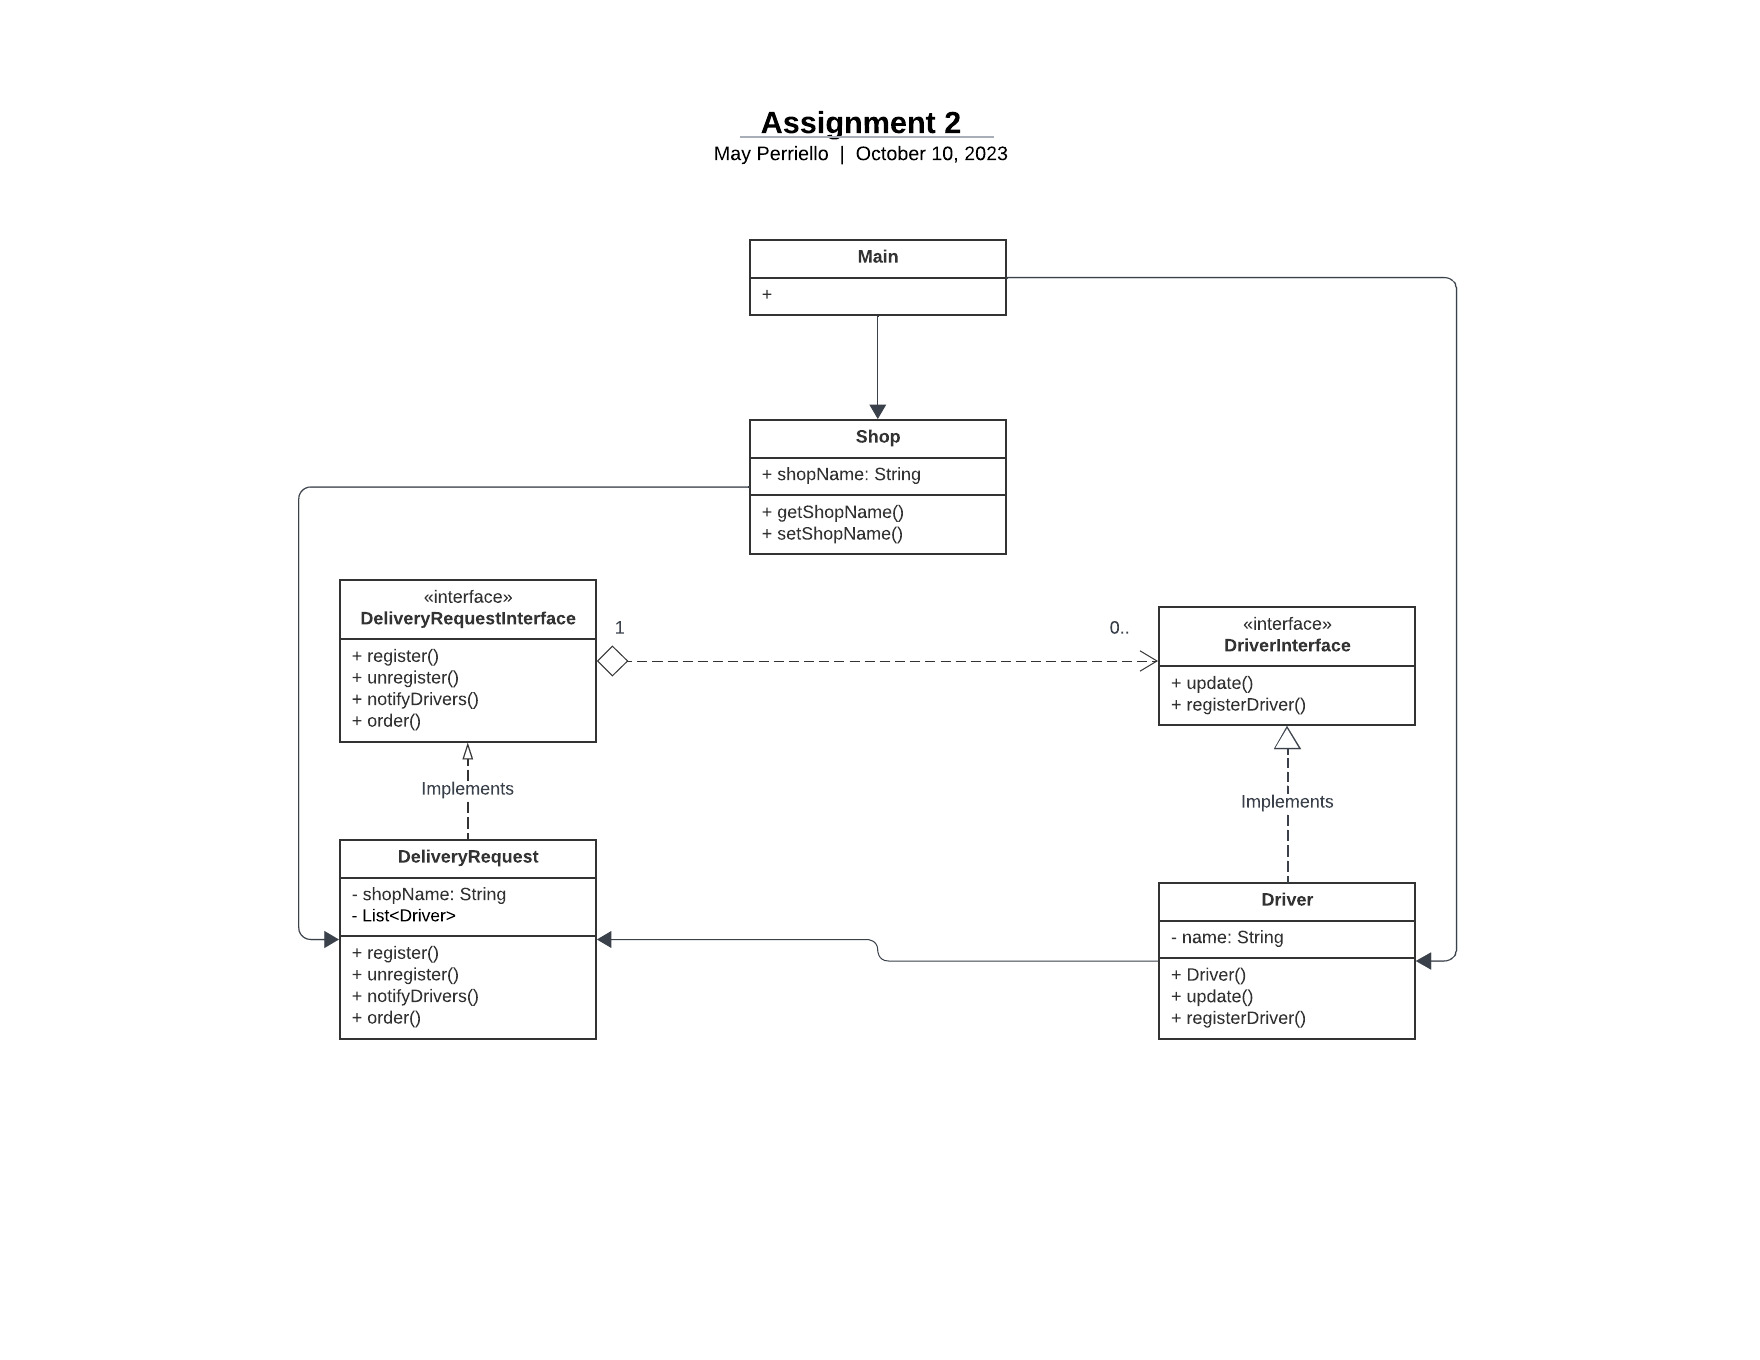 Assignment 2
May Perriello | October 10, 2023
Main
+
Shop
+ shopName: String
+ getShopName()
+ setShopName()
«interface»
DeliveryRequestInterface
+ register()
+ unregister()
+ notifyDrivers()
+ order()
1
0..
«interface»
DriverInterface
+ update()
+ registerDriver()
Implements
Implements
DeliveryRequest
- shopName: String
- List<Driver>
+ register()
+ unregister()
+ notifyDrivers()
+ order()
Driver
- name: String
+ Driver()
+ update()
+ registerDriver()